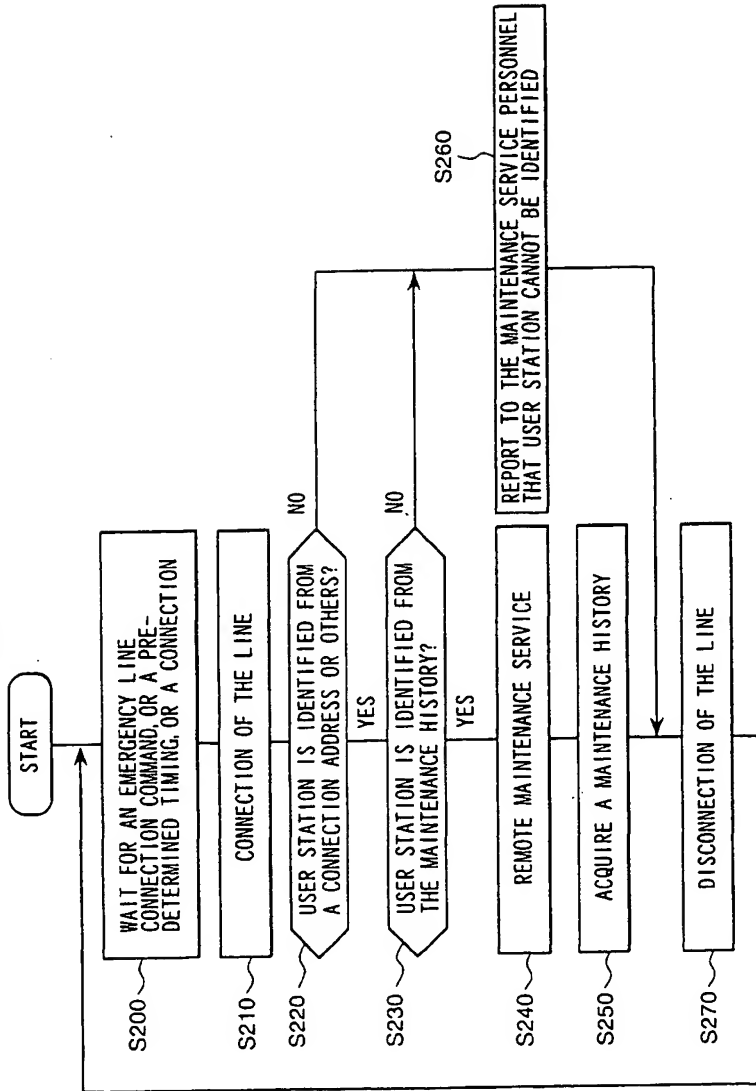 START
S200
WAIT FOR AN EMERGENCY LINE
CONNECTION COMMAND, OR A PRE-
DETERMINED TIMING, OR A CONNECTION
S210
CONNECTION OF THE LINE
S220
USER STATION IS IDENTIFIED FROM
A CONNECTION ADDRESS OR OTHERS?
NO
YES
S230
USER STATION IS IDENTIFIED FROM
THE MAINTENANCE HISTORY?
NO
YES
S240
REMOTE MAINTENANCE SERVICE
S260
REPORT TO THE MAINTENANCE SERVICE PERSONNEL
THAT USER STATION CANNOT BE IDENTIFIED
S250
ACQUIRE A MAINTENANCE HISTORY
S270
DISCONNECTION OF THE LINE